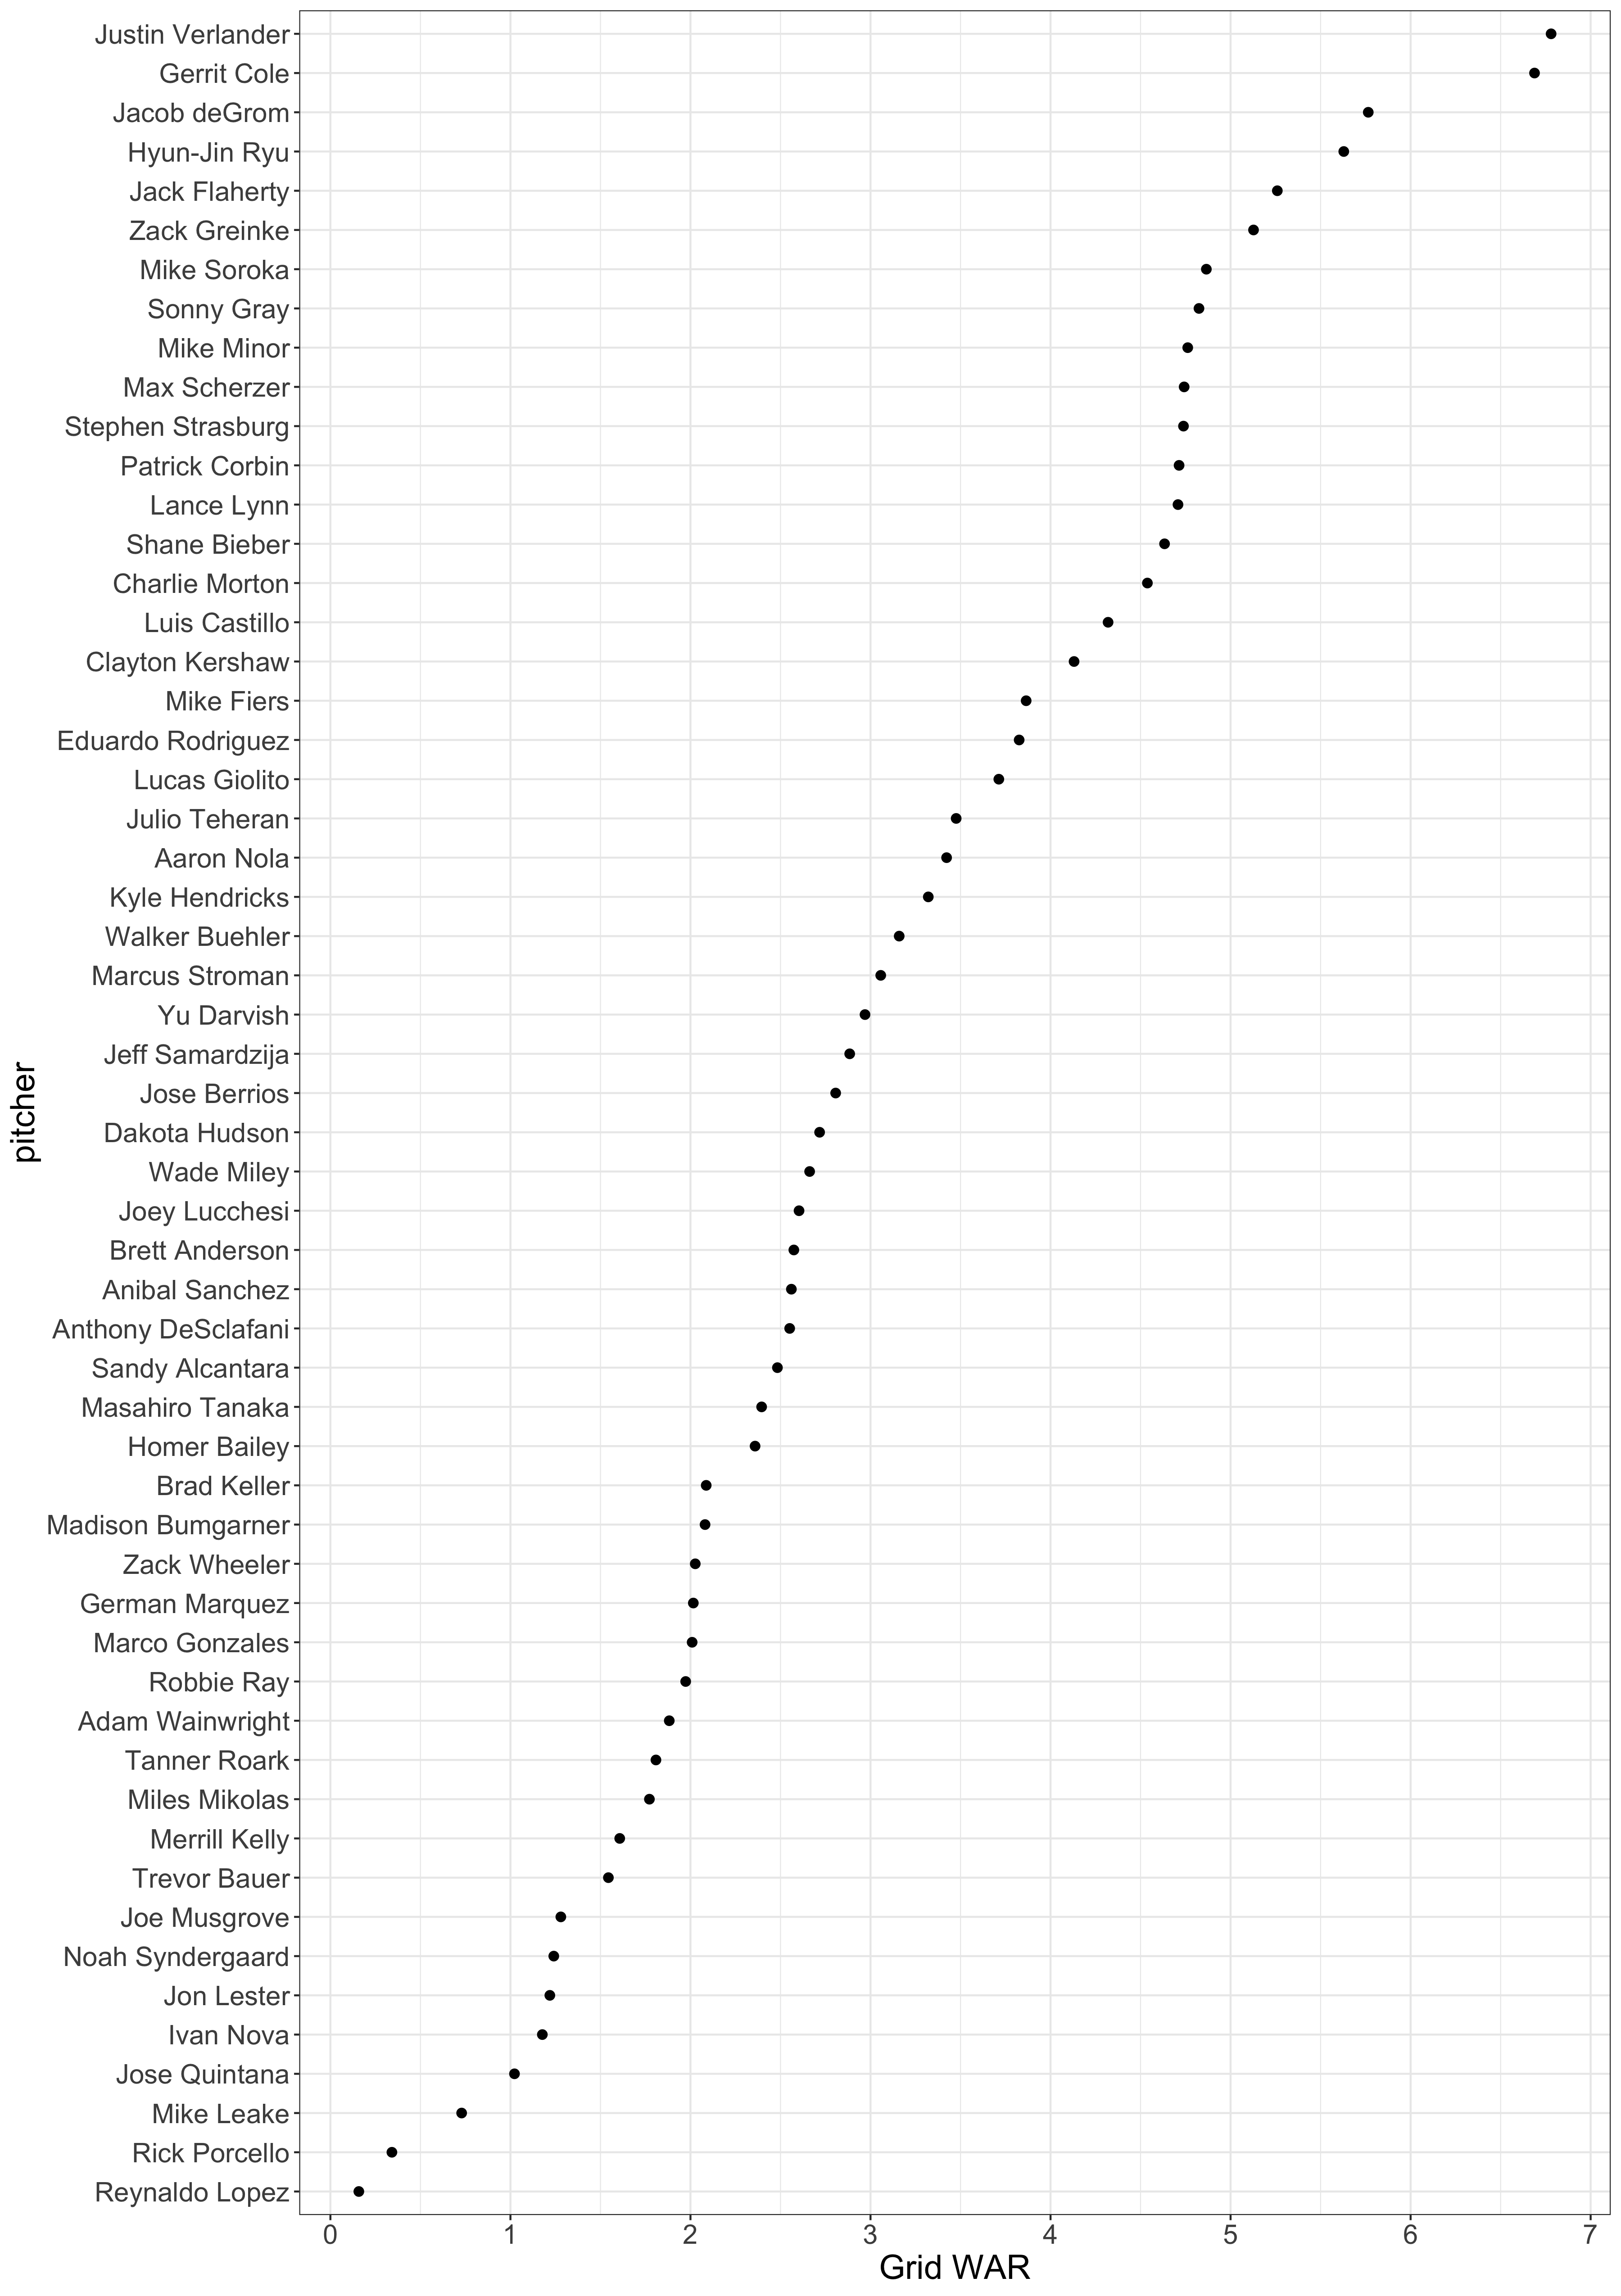 Justin Verlander
Gerrit Cole
Jacob deGrom
Hyun-Jin Ryu
Jack Flaherty
Zack Greinke
Mike Soroka
Sonny Gray
Mike Minor
Max Scherzer
Stephen Strasburg
Patrick Corbin
Lance Lynn
Shane Bieber
Charlie Morton
Luis Castillo
Clayton Kershaw
Mike Fiers
Eduardo Rodriguez
Lucas Giolito
Julio Teheran
Aaron Nola
Kyle Hendricks
Walker Buehler
Marcus Stroman
Yu Darvish
Jeff Samardzija
Jose Berrios
Dakota Hudson
Wade Miley
Joey Lucchesi
Brett Anderson
Anibal Sanchez
Anthony DeSclafani
Sandy Alcantara
Masahiro Tanaka
Homer Bailey
Brad Keller
Madison Bumgarner
Zack Wheeler
German Marquez
Marco Gonzales
Robbie Ray
Adam Wainwright
Tanner Roark
Miles Mikolas
Merrill Kelly
Trevor Bauer
Joe Musgrove
Noah Syndergaard
Jon Lester
Ivan Nova
Jose Quintana
Mike Leake
Rick Porcello
Reynaldo Lopez
pitcher
0 1 2 3 4 5 6 7
Grid WAR